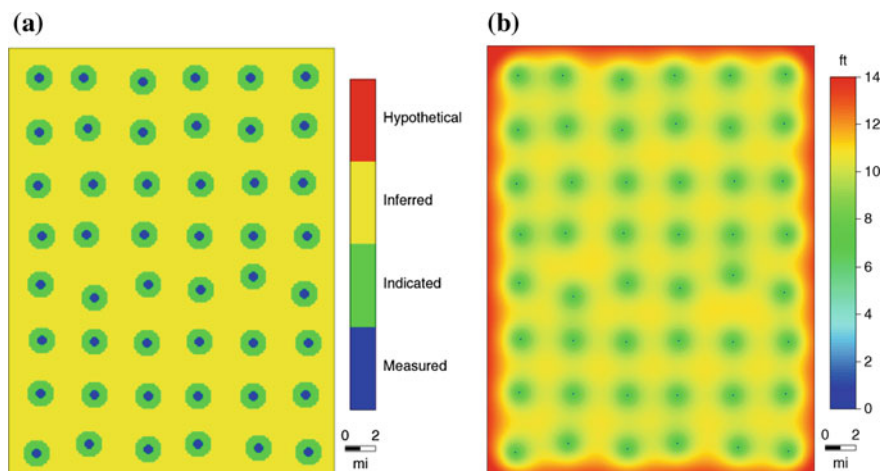 (a)
Hypothetical
Inferred
Indicated
Measured
0 2
mi
(b)
ft
14
12
10
8
6
4
2
0
0 2
mi